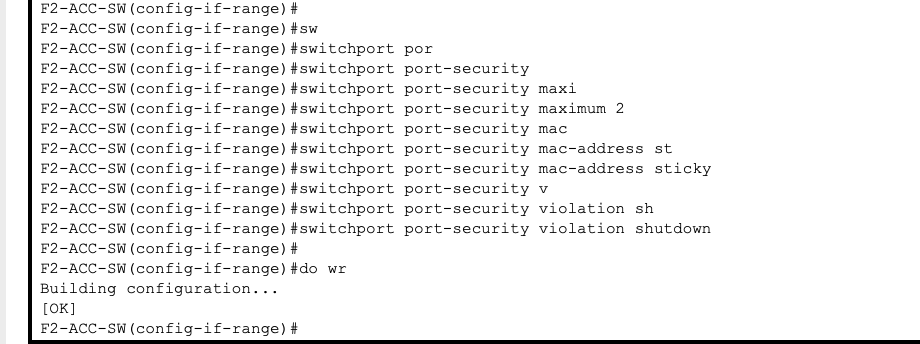 F2-ACC-SW(config-if-range)#
F2-ACC-SW(config-if-range)#sw
F2-ACC-SW(config-if-range)#switchport por
F2-ACC-SW(config-if-range)#switchport port-security
F2-ACC-SW(config-if-range)#switchport port-security maxi
F2-ACC-SW(config-if-range)#switchport port-security maximum 2
F2-ACC-SW(config-if-range)#switchport port-security mac
F2-ACC-SW(config-if-range)#switchport port-security mac-address st
F2-ACC-SW(config-if-range)#switchport port-security mac-address sticky
F2-ACC-SW(config-if-range)#switchport port-security v
F2-ACC-SW(config-if-range)#switchport port-security violation sh
F2-ACC-SW(config-if-range)#switchport port-security violation shutdown
F2-ACC-SW(config-if-range)#
F2-ACC-SW(config-if-range)#do wr
Building configuration...
[OK]
F2-ACC-SW(config-if-range)#